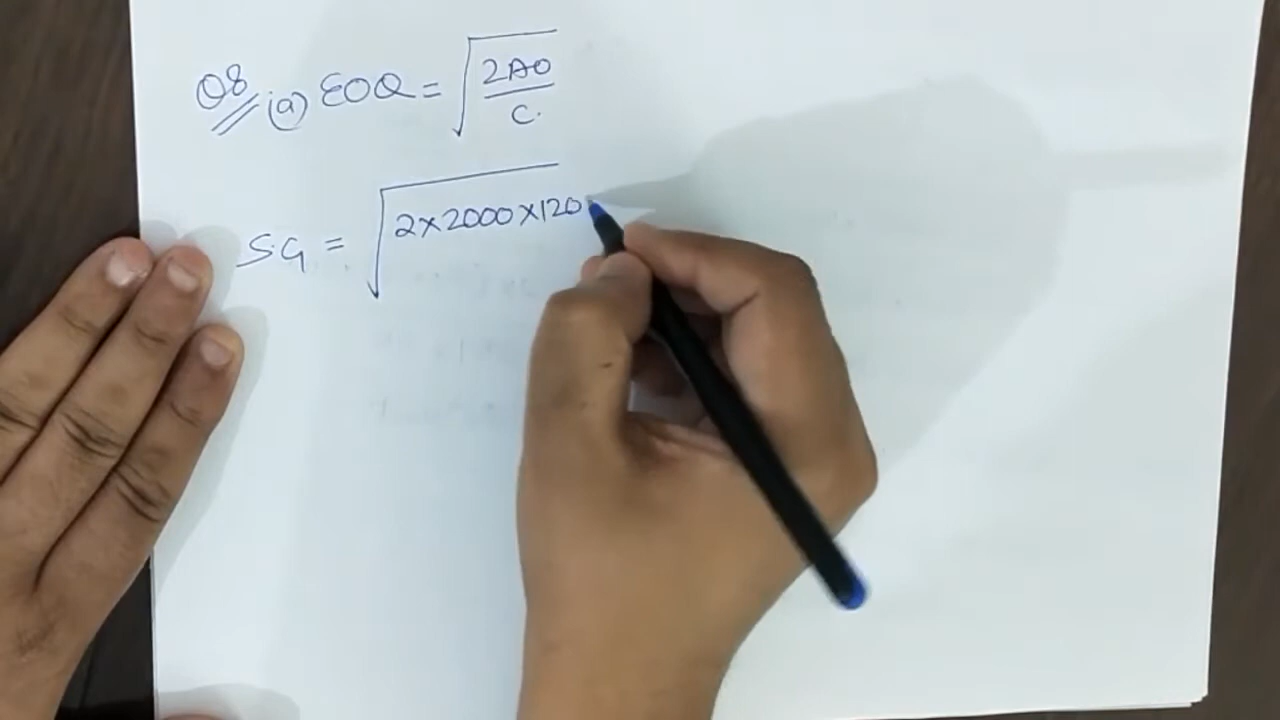 Q8 (a) EOQ = √2AO/C.
SG = √2×2000×120